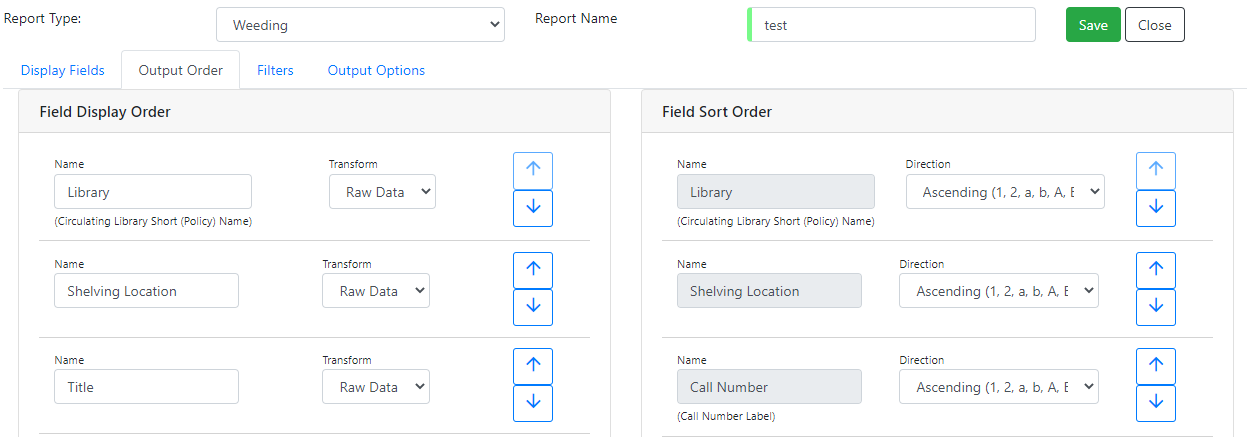 Report Type: Weeding Report Name test Save Close
Display Fields Output Order Filters Output Options
Field Display Order
Name Transform
Library Raw Data
(Circulating Library Short (Policy) Name)
Name Transform
Shelving Location Raw Data
Name Transform
Title Raw Data
Field Sort Order
Name Direction
Library Ascending (1, 2, a, b, A, E
(Circulating Library Short (Policy) Name)
Name Direction
Shelving Location Ascending (1, 2, a, b, A, E
Name Direction
Call Number Ascending (1, 2, a, b, A, E
(Call Number Label)